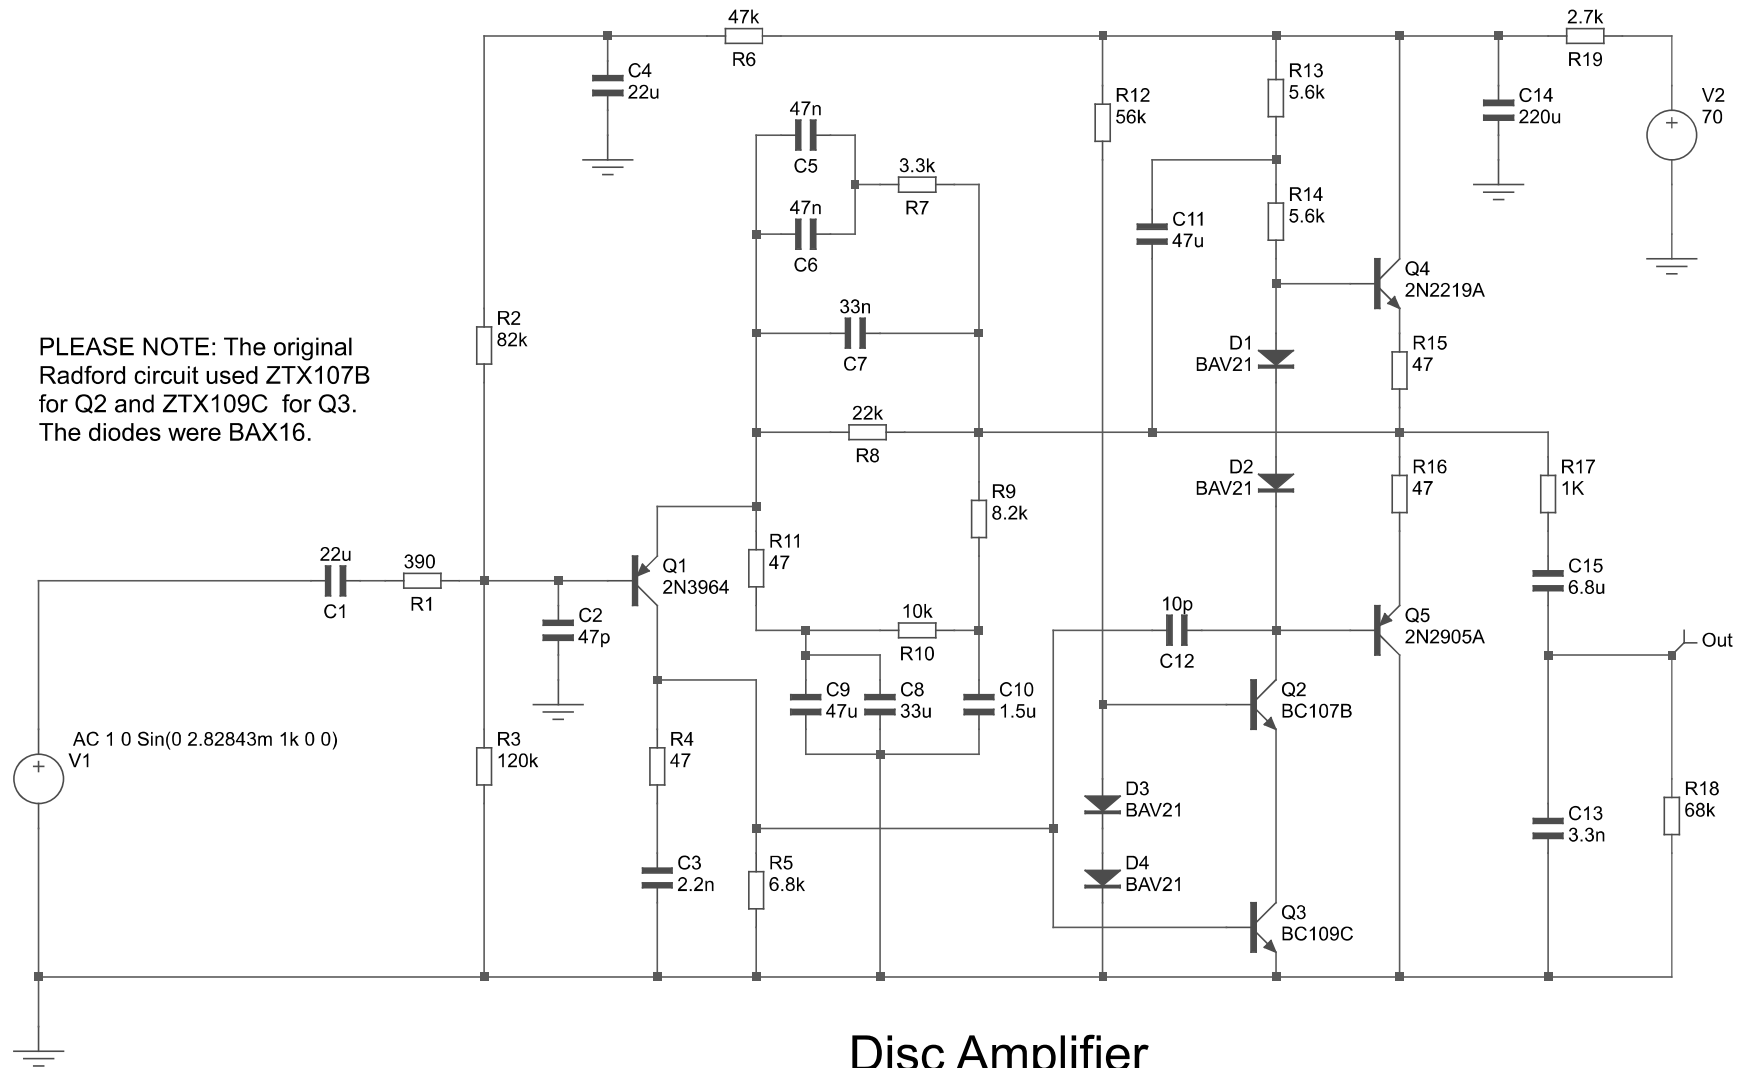 47k
R6
2.7k
R19
C4
22u
R13
5.6k
R12
56k
C14
220u
V2
70
47n
C5
3.3k
R7
47n
C6
R14
5.6k
C11
47u
Q4
2N2219A
33n
C7
R2
82k
D1
BAV21
R15
47
PLEASE NOTE: The original
Radford circuit used ZTX107B
for Q2 and ZTX109C for Q3.
The diodes were BAX16.
22k
R8
D2
BAV21
R16
47
R17
1K
R9
8.2k
22u
C1
390
R1
Q1
2N3964
R11
47
C15
6.8u
C2
47p
10k
R10
10p
C12
Q5
2N2905A
Out
C9
47u
C8
33u
C10
1.5u
Q2
BC107B
AC 1 0 Sin(0 2.82843m 1k 0 0)
V1
R3
120k
R4
47
D3
BAV21
R18
68k
C13
3.3n
C3
2.2n
R5
6.8k
D4
BAV21
Q3
BC109C
Disc Amplifier